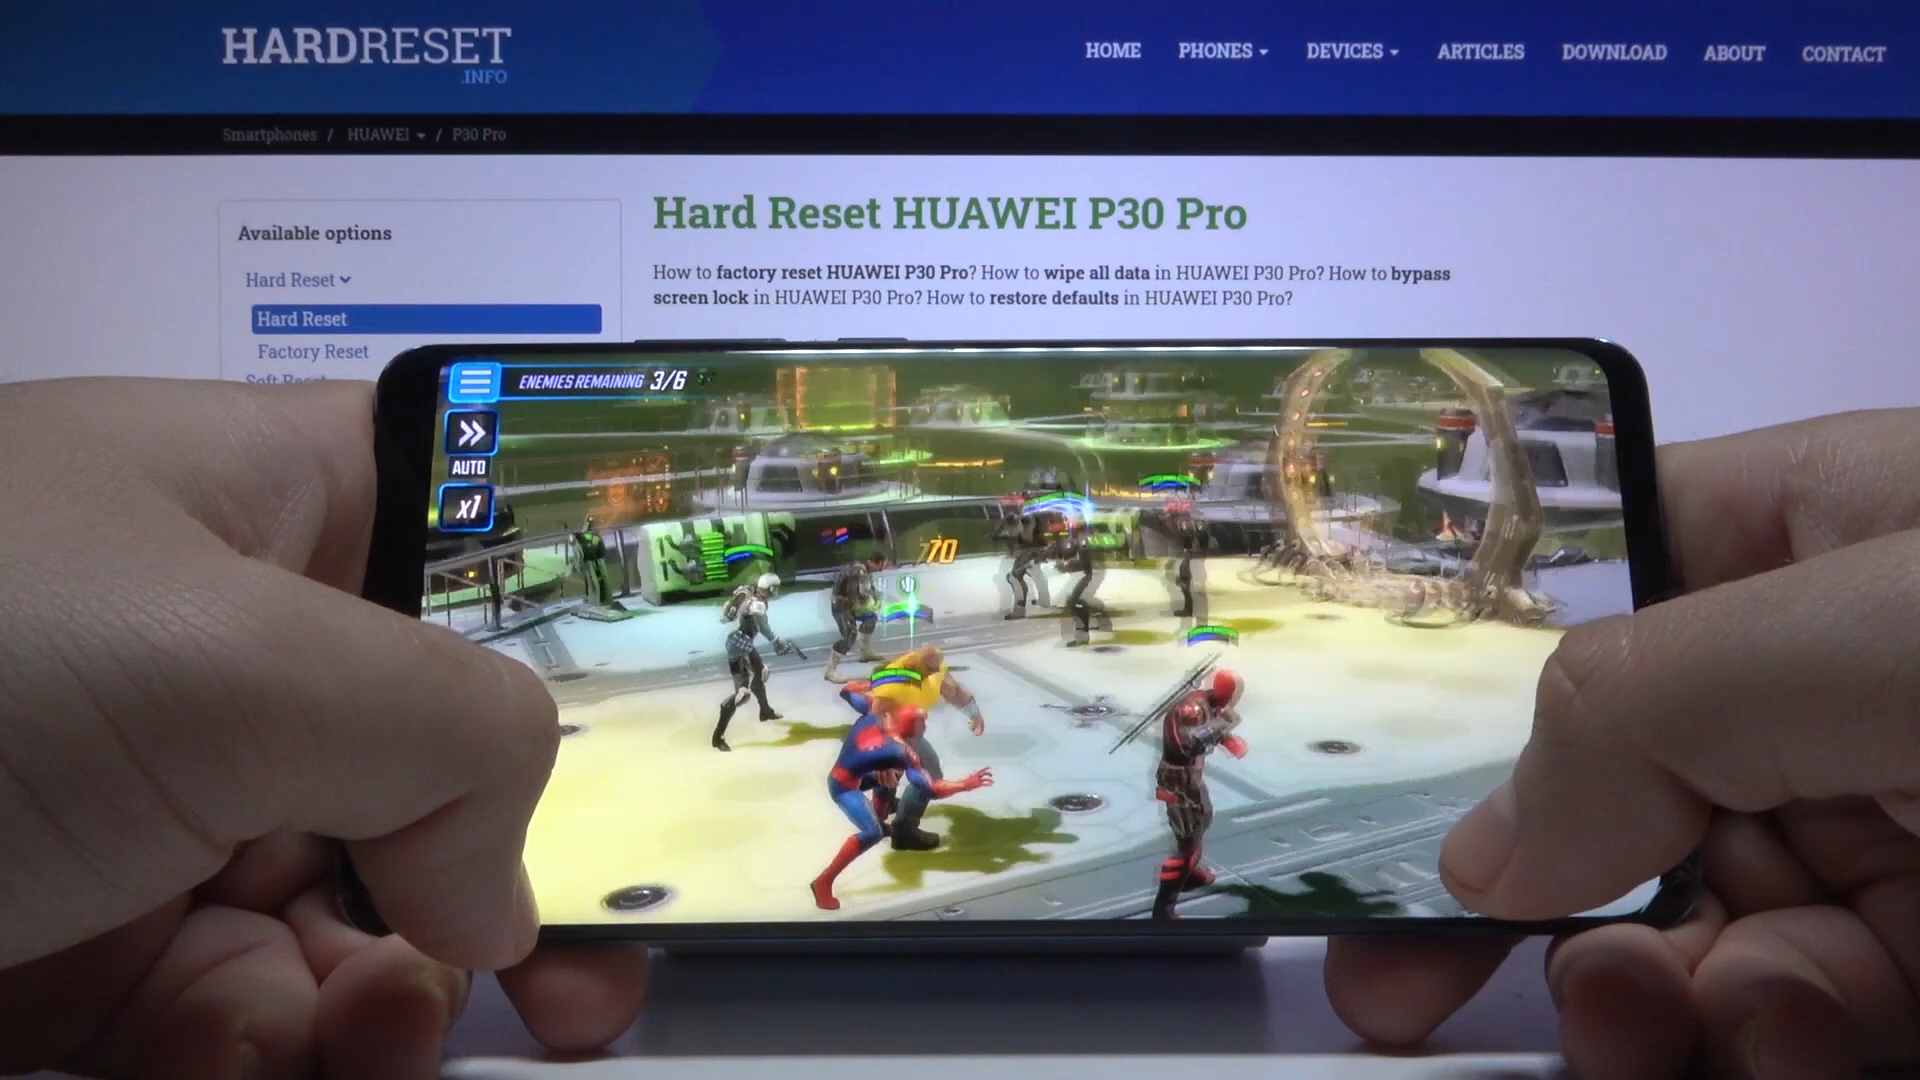 HARDRESET
.INFO
HOME PHONES DEVICES ARTICLES DOWNLOAD ABOUT CONTACT
Smartphones / HUAWEI / P30 Pro
Available options
Hard Reset
Hard Reset
Factory Reset
Hard Reset HUAWEI P30 Pro
How to factory reset HUAWEI P30 Pro? How to wipe all data in HUAWEI P30 Pro? How to bypass
screen lock in HUAWEI P30 Pro? How to restore defaults in HUAWEI P30 Pro?
ENEMIES REMAINING 3/6
AUTO
x1